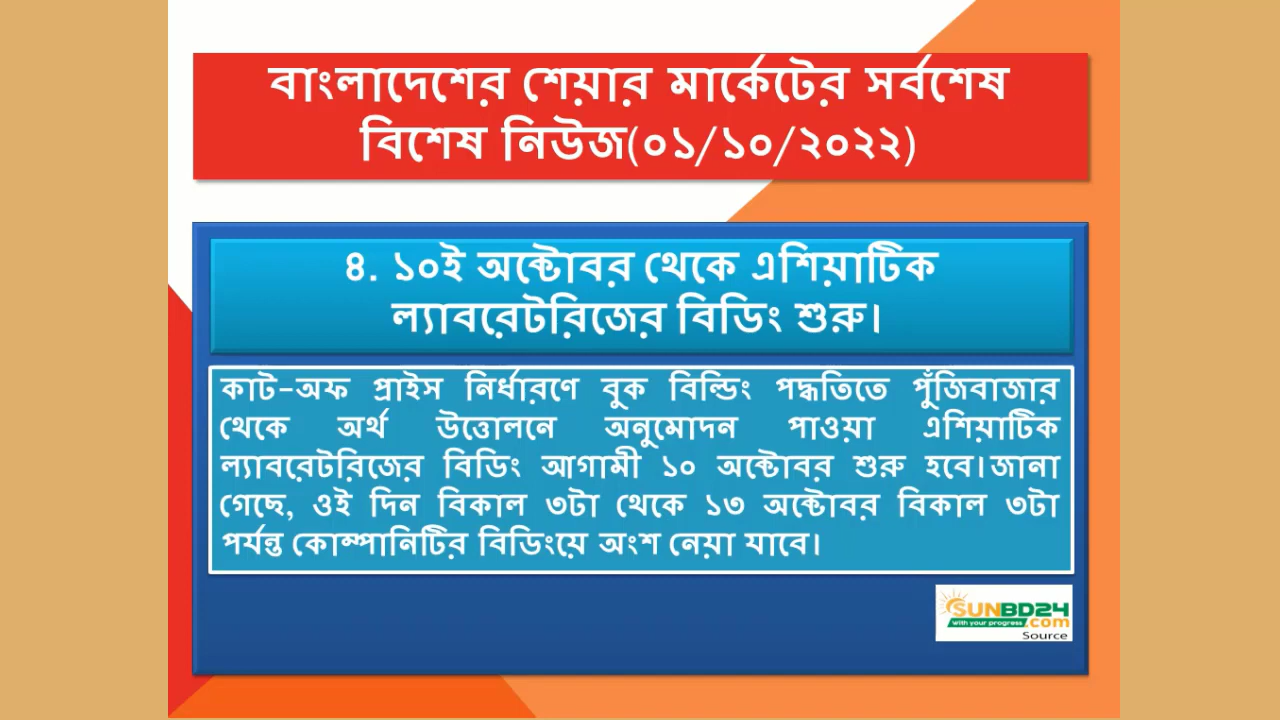 বাংলাদেশের শেয়ার মার্কেটের সর্বশেষ
বিশেষ নিউজ(০১/১০/২০২২)
৪. ১০ই অক্টোবর থেকে এশিয়াটিক
ল্যাবরেটরিজের বিডিং শুরু।
কাট-অফ প্রাইস নির্ধারণে বুক বিল্ডিং পদ্ধতিতে পুঁজিবাজার
থেকে অর্থ উত্তোলনে অনুমোদন পাওয়া এশিয়াটিক
ল্যাবরেটরিজের বিডিং আগামী ১০ অক্টোবর শুরু হবে। জানা
গেছে, ওই দিন বিকাল ৩টা থেকে ১৩ অক্টোবর বিকাল ৩টা
পর্যন্ত কোম্পানিটির বিডিংয়ে অংশ নেয়া যাবে।
SUNBD24
with your progress .com
Source